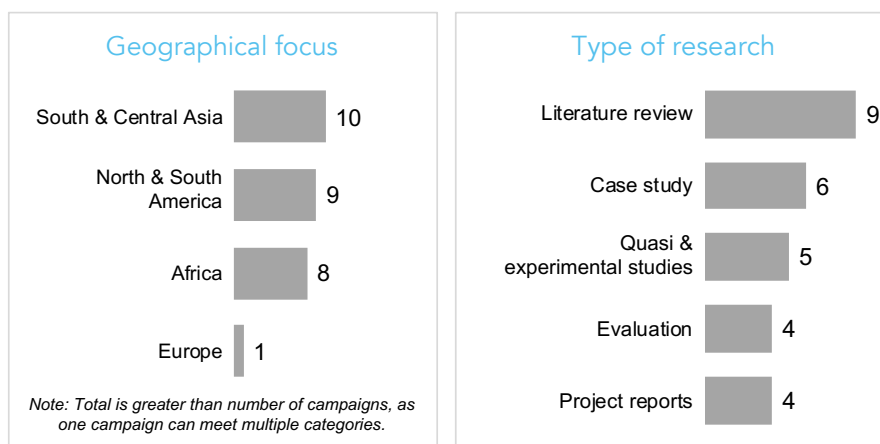 Geographical focus
South & Central Asia 10
North & South
America 9
Africa 8
Europe 1
Note: Total is greater than number of campaigns, as
one campaign can meet multiple categories.
Type of research
Literature review 9
Case study 6
Quasi &
experimental studies 5
Evaluation 4
Project reports 4